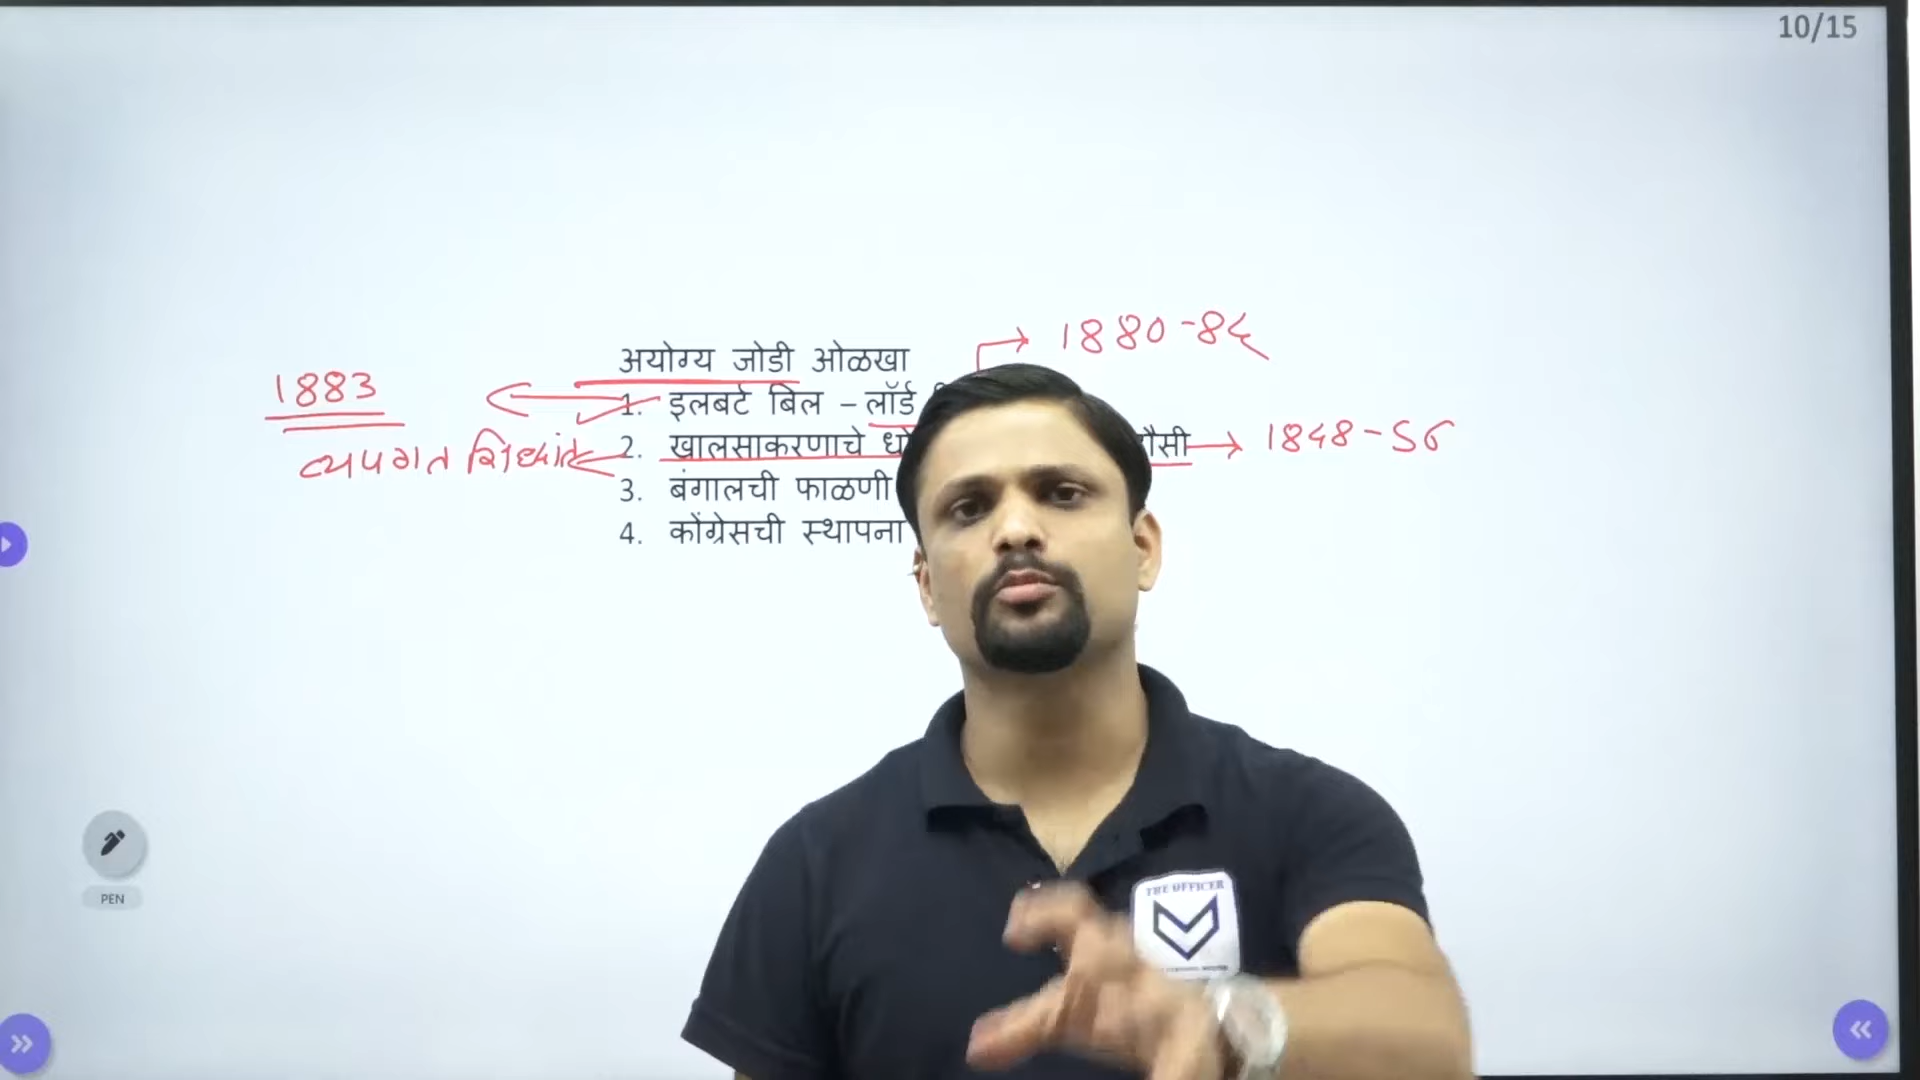 10/15
1880-84
अयोग्य जोडी ओळखा
1883
1. इलबर्ट बिल – लॉर्ड
2. खालसाकरणाचे
1848-56
व्यपगत सिध्दांत
3. बंगालची फाळणी
4. काँग्रेसची स्थापना
PEN
THE OFFICER